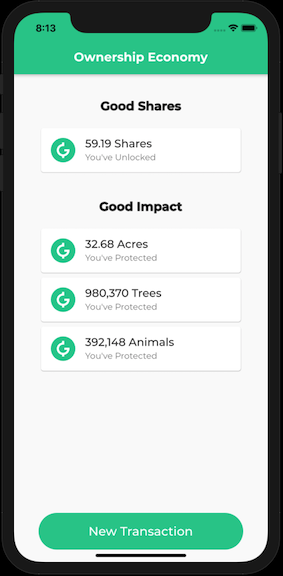 8:13
Ownership Economy
Good Shares
59.19 Shares
You've Unlocked
Good Impact
32.68 Acres
You've Protected
980,370 Trees
You've Protected
392,148 Animals
You've Protected
New Transaction